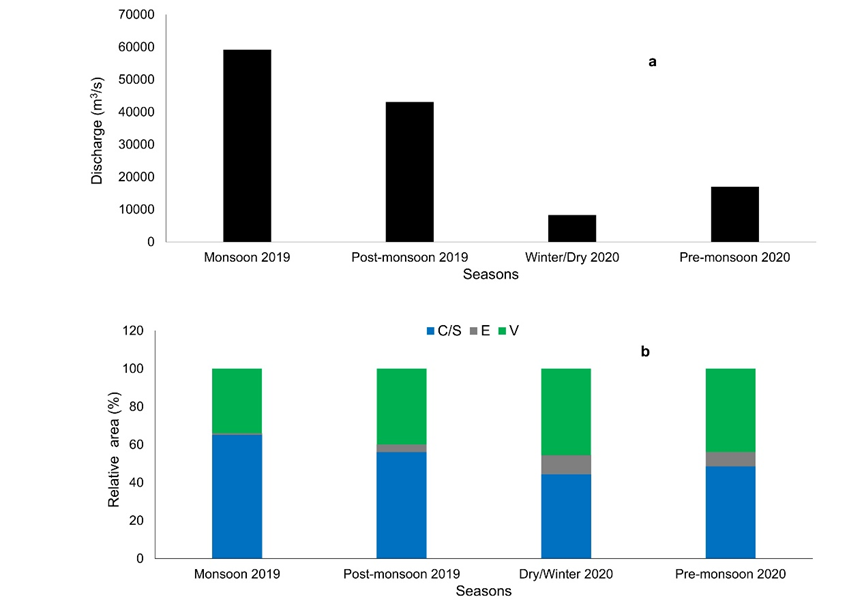 70000
60000
50000
40000
30000
20000
10000
0
Discharge (m³/s)
a
Monsoon 2019 Post-monsoon 2019 Winter/Dry 2020 Pre-monsoon 2020
Seasons
C/S E V
b
120
100
80
60
40
20
0
Relative area (%)
Monsoon 2019 Post-monsoon 2019 Dry/Winter 2020 Pre-monsoon 2020
Seasons